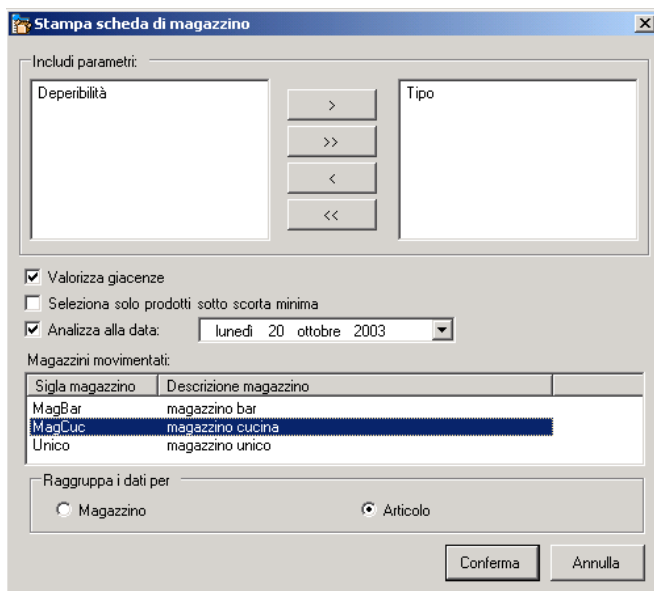 Stampa scheda di magazzino
Includi parametri:
Deperibilità
>
Tipo
>>
<
<<
Valorizza giacenze
Seleziona solo prodotti sotto scorta minima
Analizza alla data: lunedì 20 ottobre 2003
Magazzini movimentati:
Sigla magazzino Descrizione magazzino
MagBar magazzino bar
MagCuc magazzino cucina
Unico magazzino unico
Raggruppa i dati per
Magazzino Articolo
Conferma Annulla